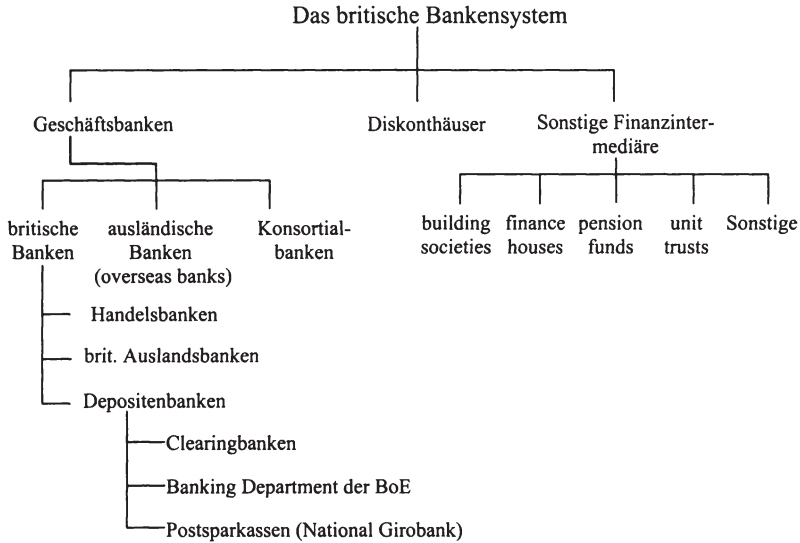 Das britische Bankensystem
Geschäftsbanken
Diskonthäuser
Sonstige Finanzinter-
mediäre
britische
Banken
ausländische
Banken
(overseas banks)
Konsortial-
banken
building
societies
finance
houses
pension
funds
unit
trusts
Sonstige
Handelsbanken
brit. Auslandsbanken
Depositenbanken
Clearingbanken
Banking Department der BoE
Postsparkassen (National Girobank)